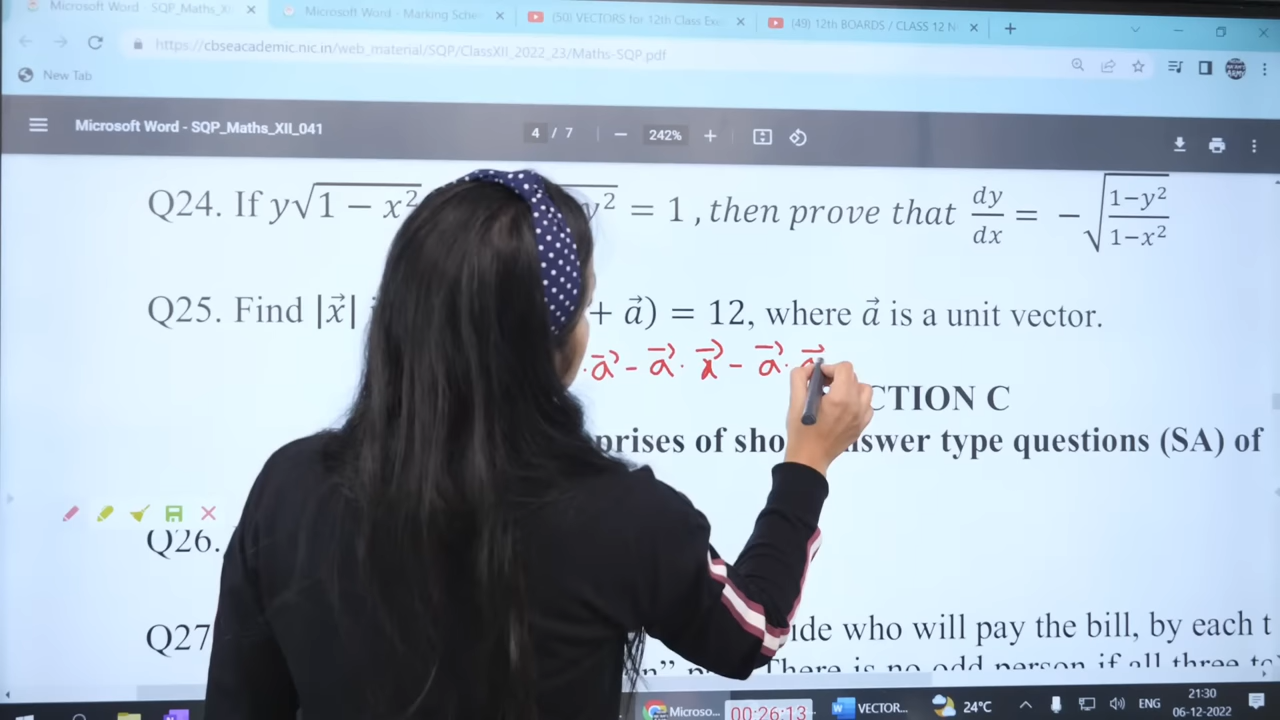 Microsoft Word SQP_Maths_X
Microsoft Word - Marking Sche
(50) VECTORS for 12th Class Exa
(49) 12th BOARDS / CLASS 12 N
https://cbseacademic.nic.in/web_material/SQP/ClassXII_2022_23/Maths-SQP.pdf
New Tab
Microsoft Word - SQP_Maths_XII_041
4 / 7
242%
Q24. If y√1 − x² y² = 1 , then prove that dy/dx = − √(1−y²/1−x²)
Q25. Find |x⃗| + a⃗) = 12, where a⃗ is a unit vector.
· a⃗ − a⃗ · x⃗ − a⃗ ·
CTION C
prises of sho nswer type questions (SA) of
Q26.
Q27 ide who will pay the bill, by each t
There is no odd person if all three to
Microso...
00:26:13
VECTOR...
24°C
ENG
21:30
06-12-2022